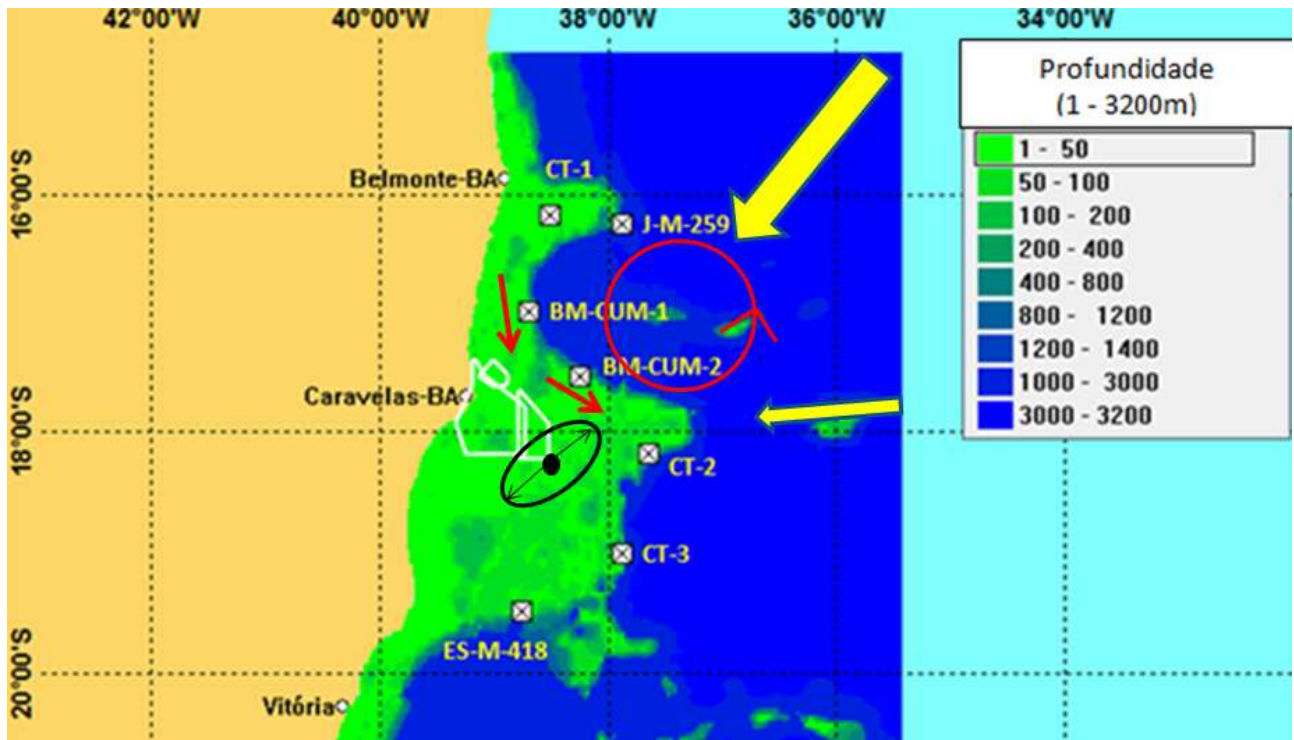 42°00'W 40°00'W 38°00'W 36°00'W 34°00'W
Profundidade
(1 - 3200m)
1 - 50
50 - 100
100 - 200
200 - 400
400 - 800
800 - 1200
1200 - 1400
1000 - 3000
3000 - 3200
16°00'S
18°00'S
20°00'S
CT-1
Belmonte-BA
J-M-259
BM-CUM-1
BM-CUM-2
Caravelas-BA
CT-2
CT-3
ES-M-418
Vitória